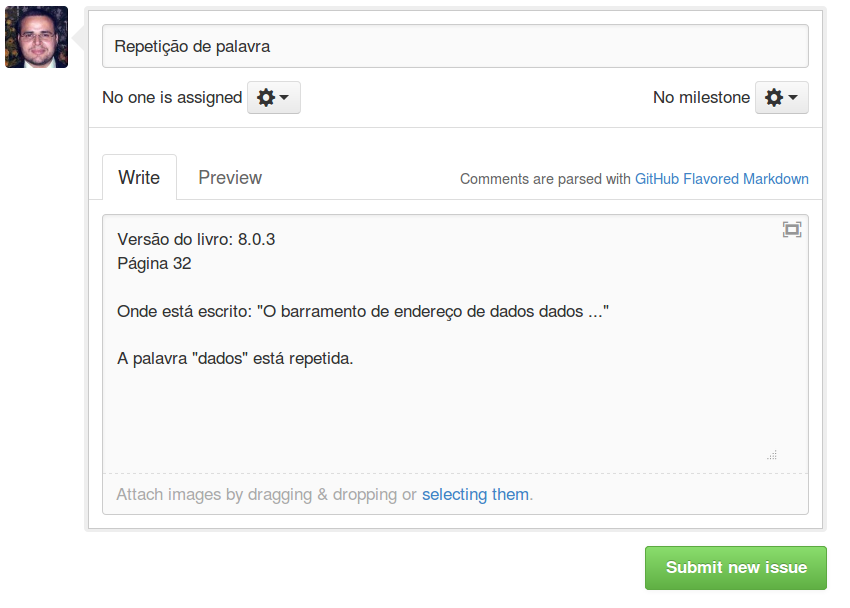 Repetição de palavra
No one is assigned
No milestone
Write
Preview
Comments are parsed with GitHub Flavored Markdown
Versão do livro: 8.0.3
Página 32
Onde está escrito: "O barramento de endereço de dados dados ..."
A palavra "dados" está repetida.
Attach images by dragging & dropping or selecting them.
Submit new issue